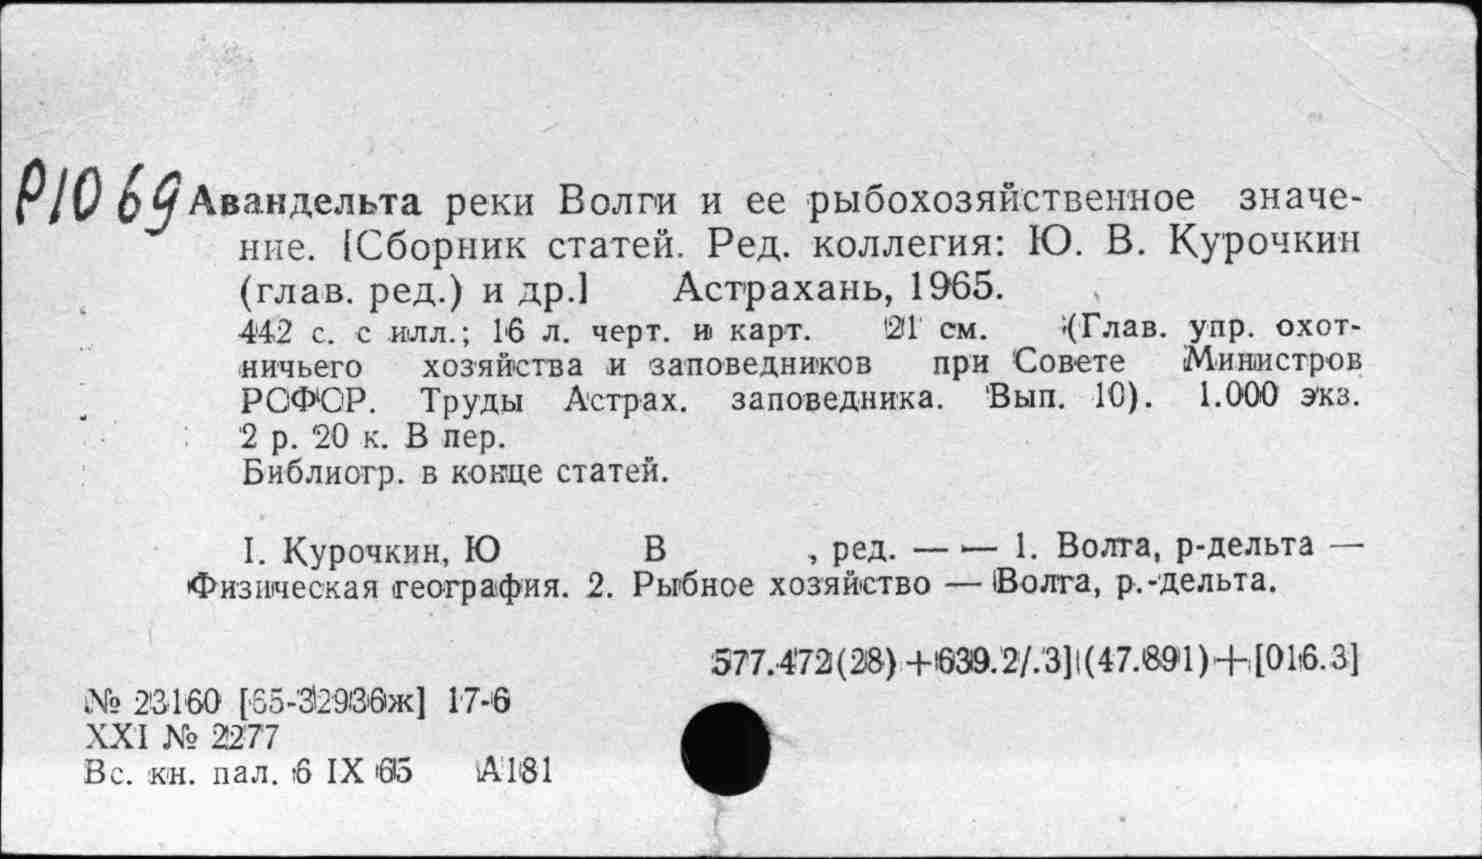 Р10 69 Авандельта реки Волги и ее рыбохозяйственное значе-
ние. [Сборник статей. Ред. коллегия: Ю. В. Курочкин
(глав. ред.) и др.] Астрахань, 1965.
442 с. с илл.; 16 л. черт. и карт. 21 см. (Глав. упр. охот-
ничьего хозяйства и заповедников при Совете Министров
РСФСР. Труды Астрах. заповедника. Вып. 10). 1.000 экз.
2 р. 20 к. В пер.
Библиогр. в конце статей.
I. Курочкин, Ю В , ред. — — 1. Волга, р-дельта —
Физическая география. 2. Рыбное хозяйство — Волга, р.-дельта.
577.472(28)+639.2/.3](47.891)+[016.3]
№ 23160 [65-32936ж] 17-6
XXI № 2277
Вс. кн. пал. 6 IX 65 А181